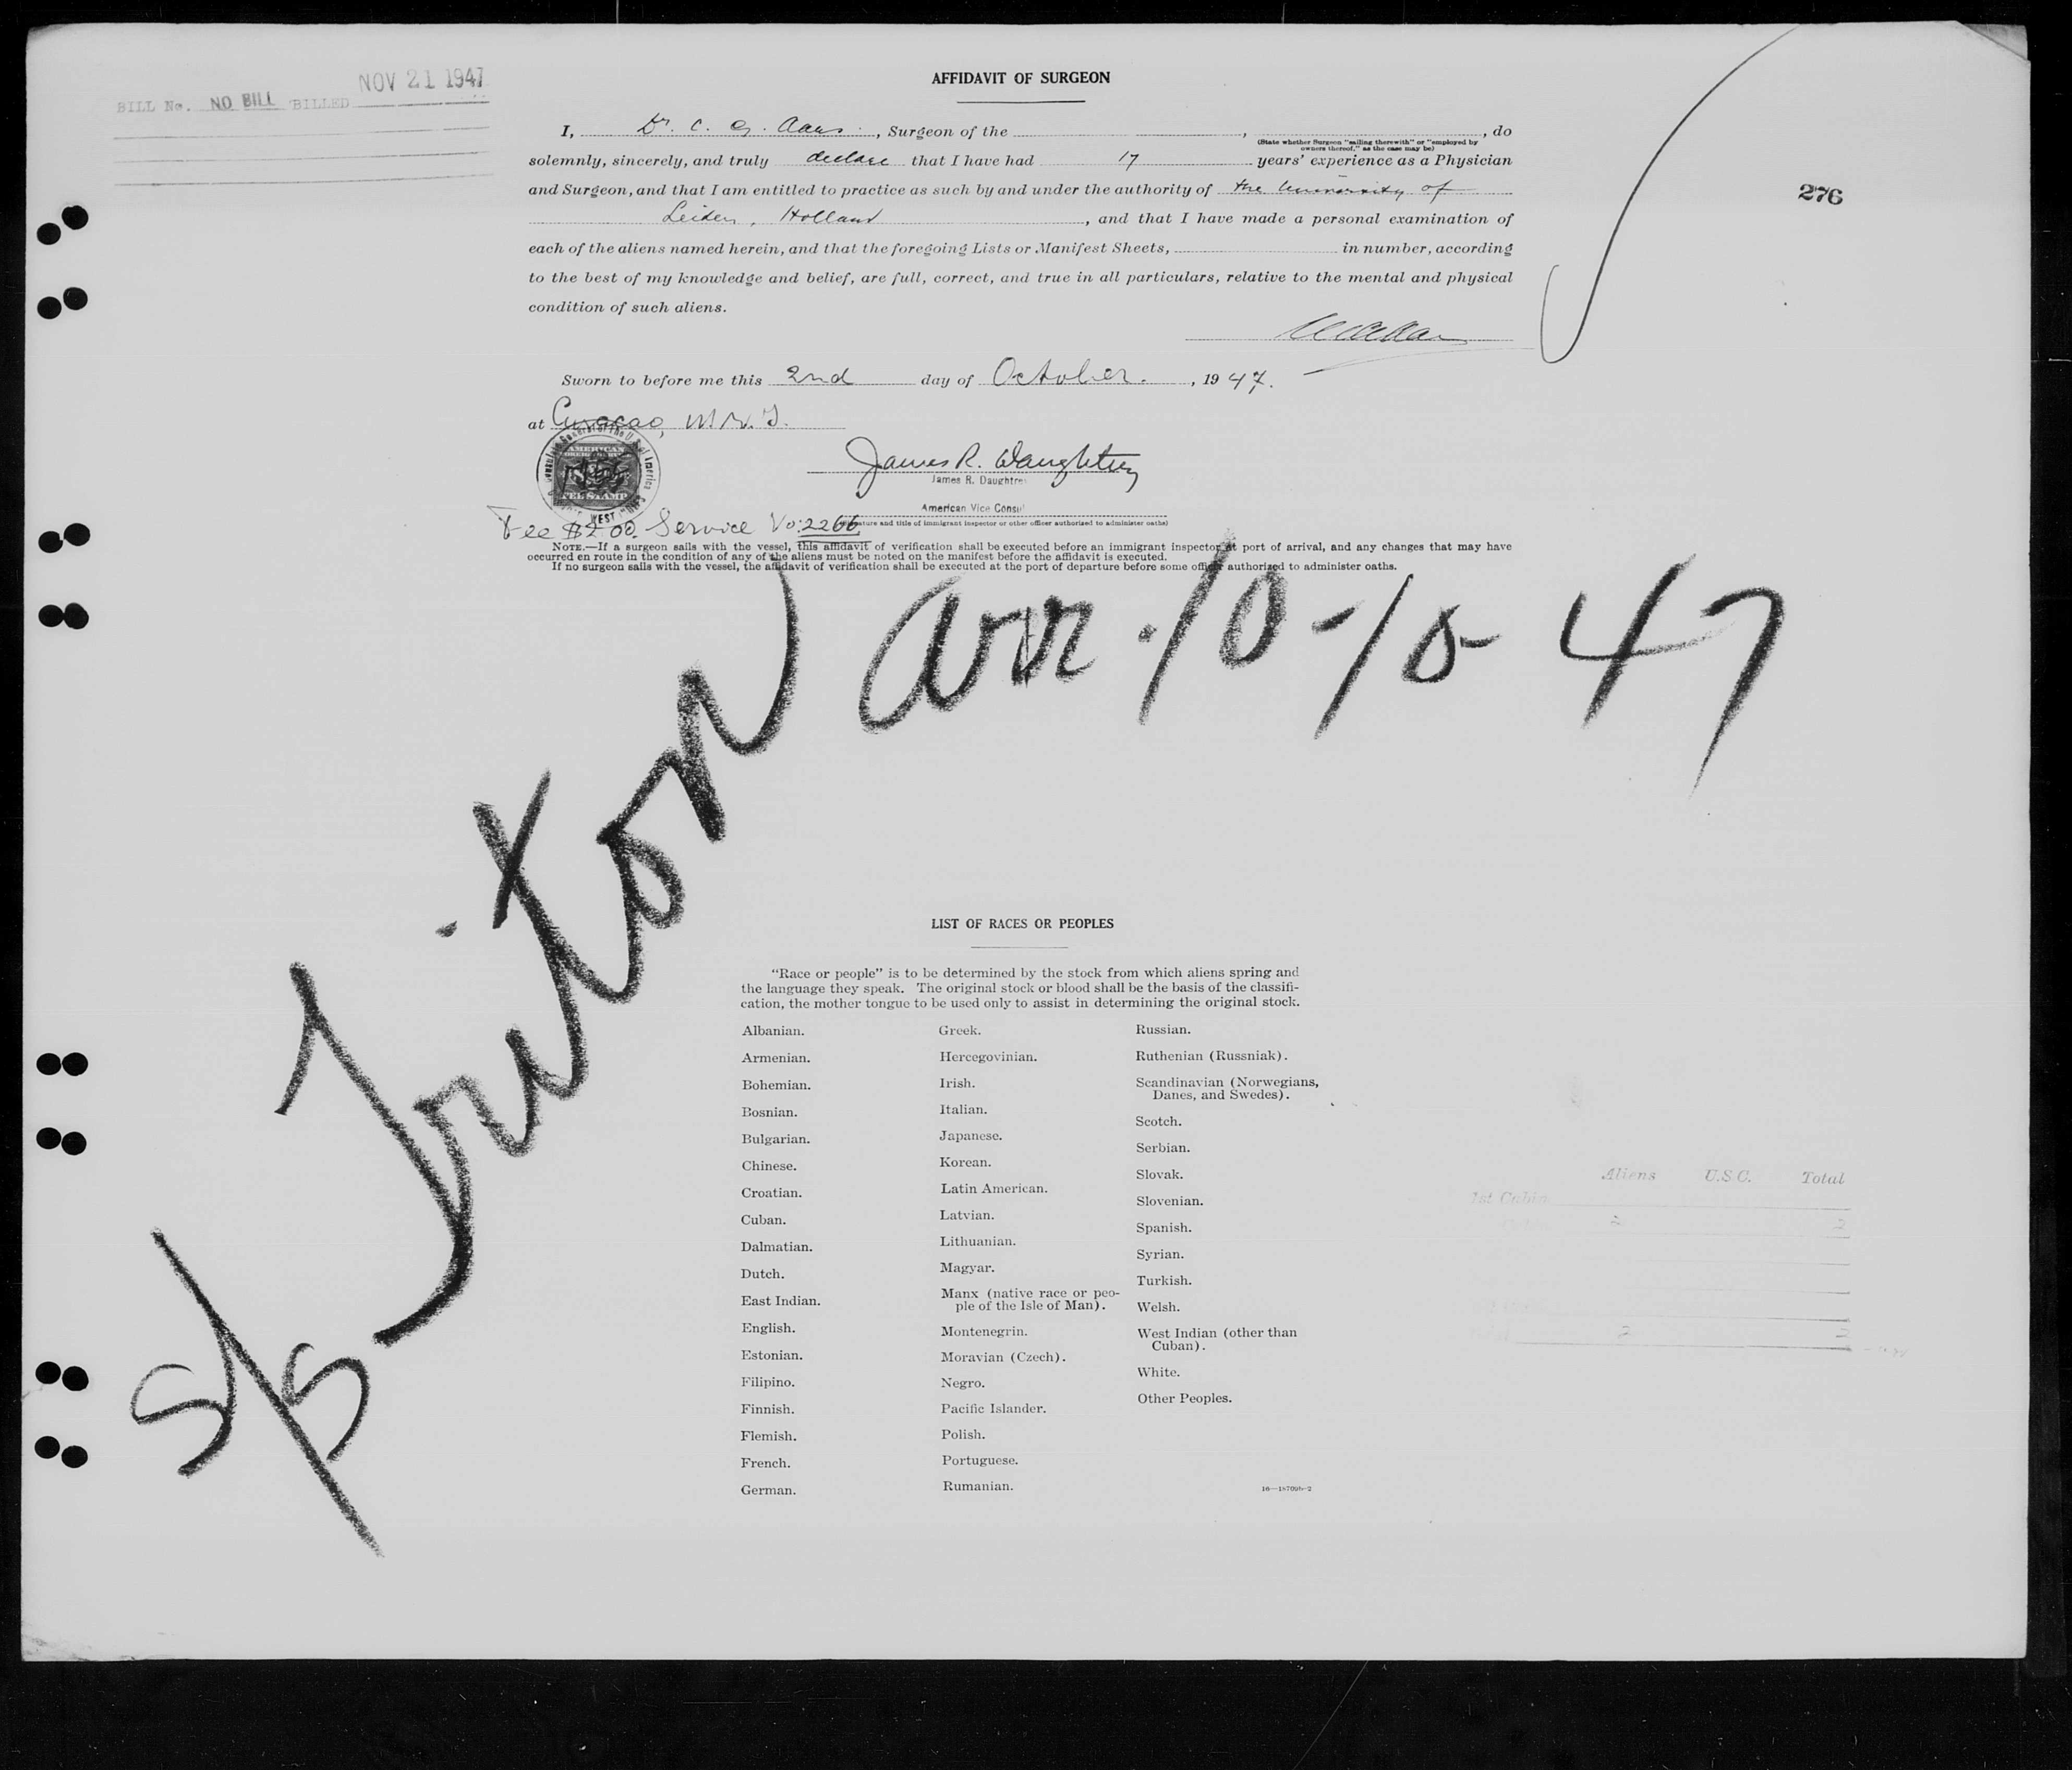 NOV 21 1947
BILL No. NO BILL BILLED
AFFIDAVIT OF SURGEON
I, Dr. C. G. , Surgeon of the , , do
(State whether Surgeon "sailing therewith" or "employed by
owners thereof," as the case may be)
solemnly, sincerely, and truly declare that I have had 17 years' experience as a Physician
and Surgeon, and that I am entitled to practice as such by and under the authority of the University of
276
Leiden, Holland , and that I have made a personal examination of
each of the aliens named herein, and that the foregoing Lists or Manifest Sheets, in number, according
to the best of my knowledge and belief, are full, correct, and true in all particulars, relative to the mental and physical
condition of such aliens.
Sworn to before me this 2nd day of October. , 19 47.
at Curaçao, N.W.I.
James R. Daughtrey
James R. Daughtre
American Vice Consul
(Signature and title of immigrant inspector or other officer authorized to administer oaths)
Fee $2.00 Service No: 2266
NOTE.—If a surgeon sails with the vessel, this affidavit of verification shall be executed before an immigrant inspector at port of arrival, and any changes that may have
occurred en route in the condition of any of the aliens must be noted on the manifest before the affidavit is executed.
If no surgeon sails with the vessel, the affidavit of verification shall be executed at the port of departure before some officer authorized to administer oaths.
S/S Triton arr. 10-10-47
LIST OF RACES OR PEOPLES
"Race or people" is to be determined by the stock from which aliens spring and
the language they speak. The original stock or blood shall be the basis of the classifi-
cation, the mother tongue to be used only to assist in determining the original stock.
Albanian.
Armenian.
Bohemian.
Bosnian.
Bulgarian.
Chinese.
Croatian.
Cuban.
Dalmatian.
Dutch.
East Indian.
English.
Estonian.
Filipino.
Finnish.
Flemish.
French.
German.
Greek.
Hercegovinian.
Irish.
Italian.
Japanese.
Korean.
Latin American.
Latvian.
Lithuanian.
Magyar.
Manx (native race or peo-
ple of the Isle of Man).
Montenegrin.
Moravian (Czech).
Negro.
Pacific Islander.
Polish.
Portuguese.
Rumanian.
Russian.
Ruthenian (Russniak).
Scandinavian (Norwegians,
Danes, and Swedes).
Scotch.
Serbian.
Slovak.
Slovenian.
Spanish.
Syrian.
Turkish.
Welsh.
West Indian (other than
Cuban).
White.
Other Peoples.
Aliens U.S.C. Total
1st Cabin
2 2
2 2